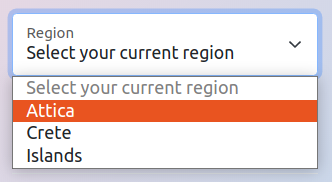 Region
Select your current region
Select your current region
Attica
Crete
Islands